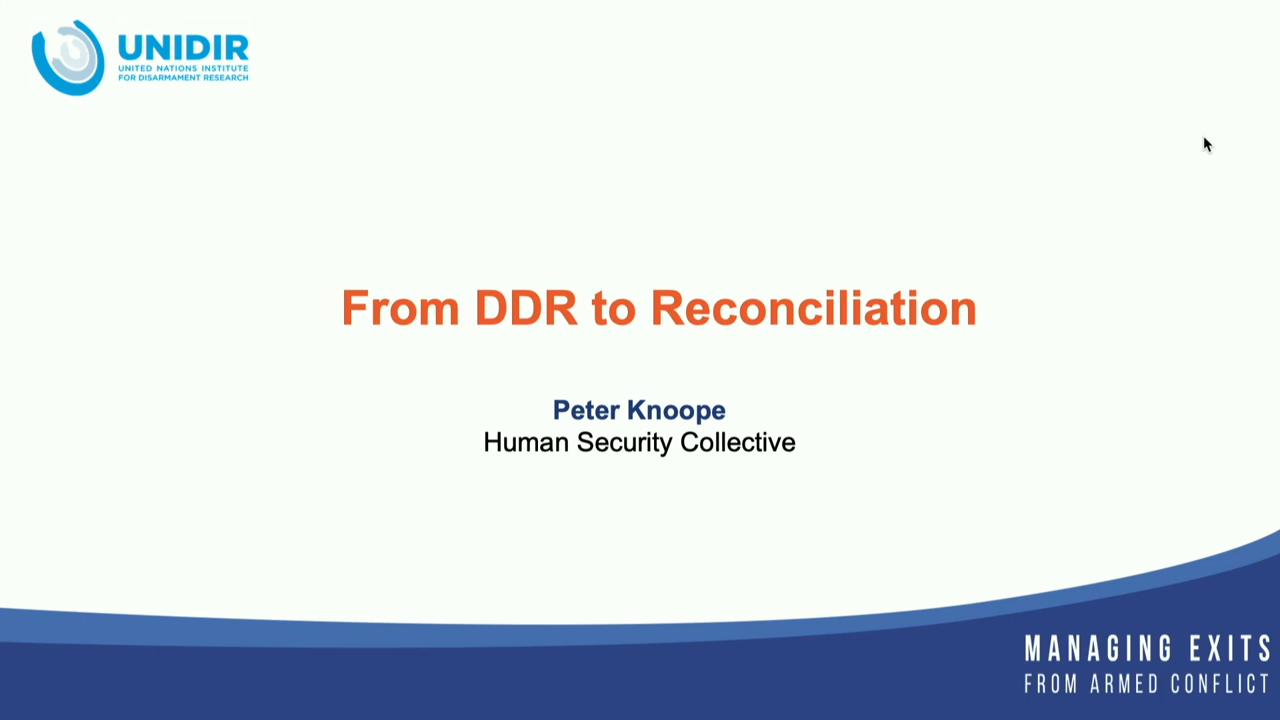 UNIDIR
UNITED NATIONS INSTITUTE
FOR DISARMAMENT RESEARCH
From DDR to Reconciliation
Peter Knoope
Human Security Collective
MANAGING EXITS
FROM ARMED CONFLICT